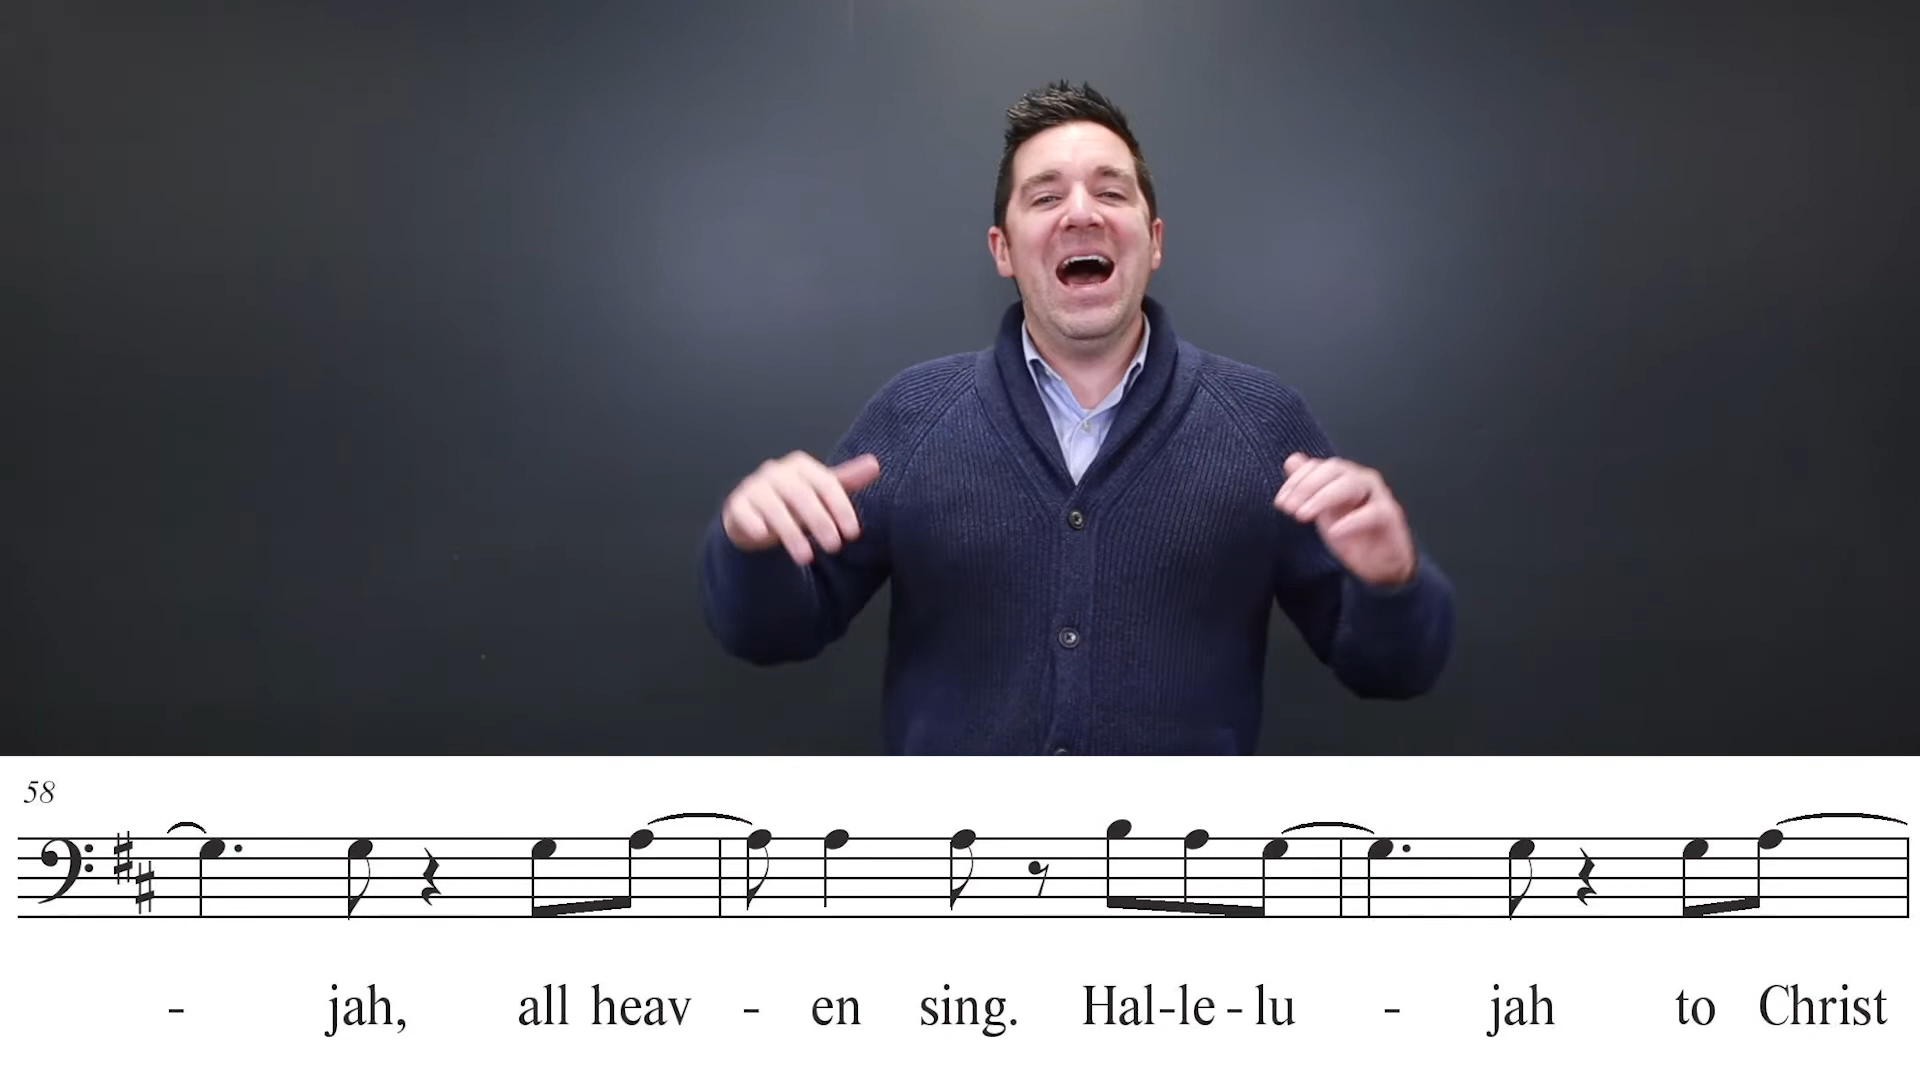 58
- jah, all heav - en sing. Hal-le-lu - jah to Christ